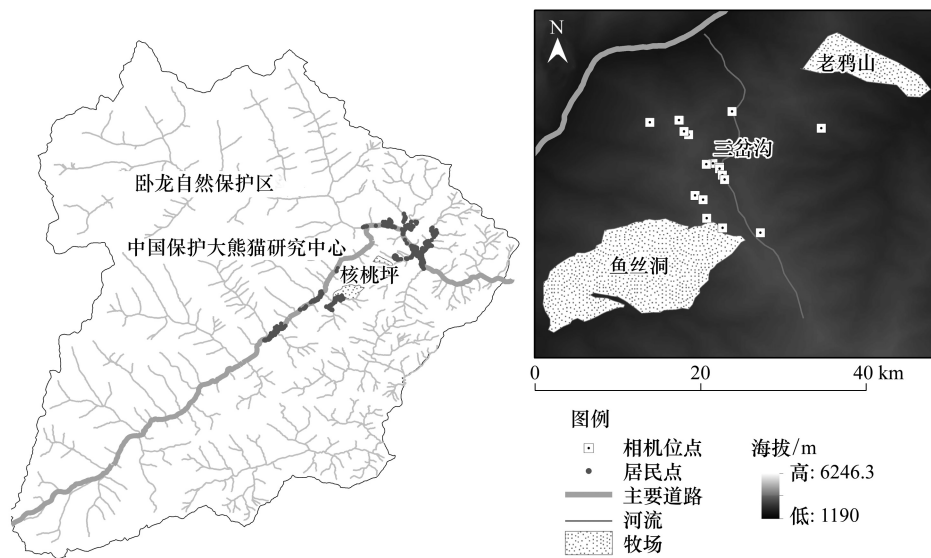 卧龙自然保护区
中国保护大熊猫研究中心
核桃坪
N
老鸦山
三岔沟
鱼丝洞
0 20 40 km
图例
相机位点
居民点
主要道路
河流
牧场
海拔/m
高: 6246.3
低: 1190